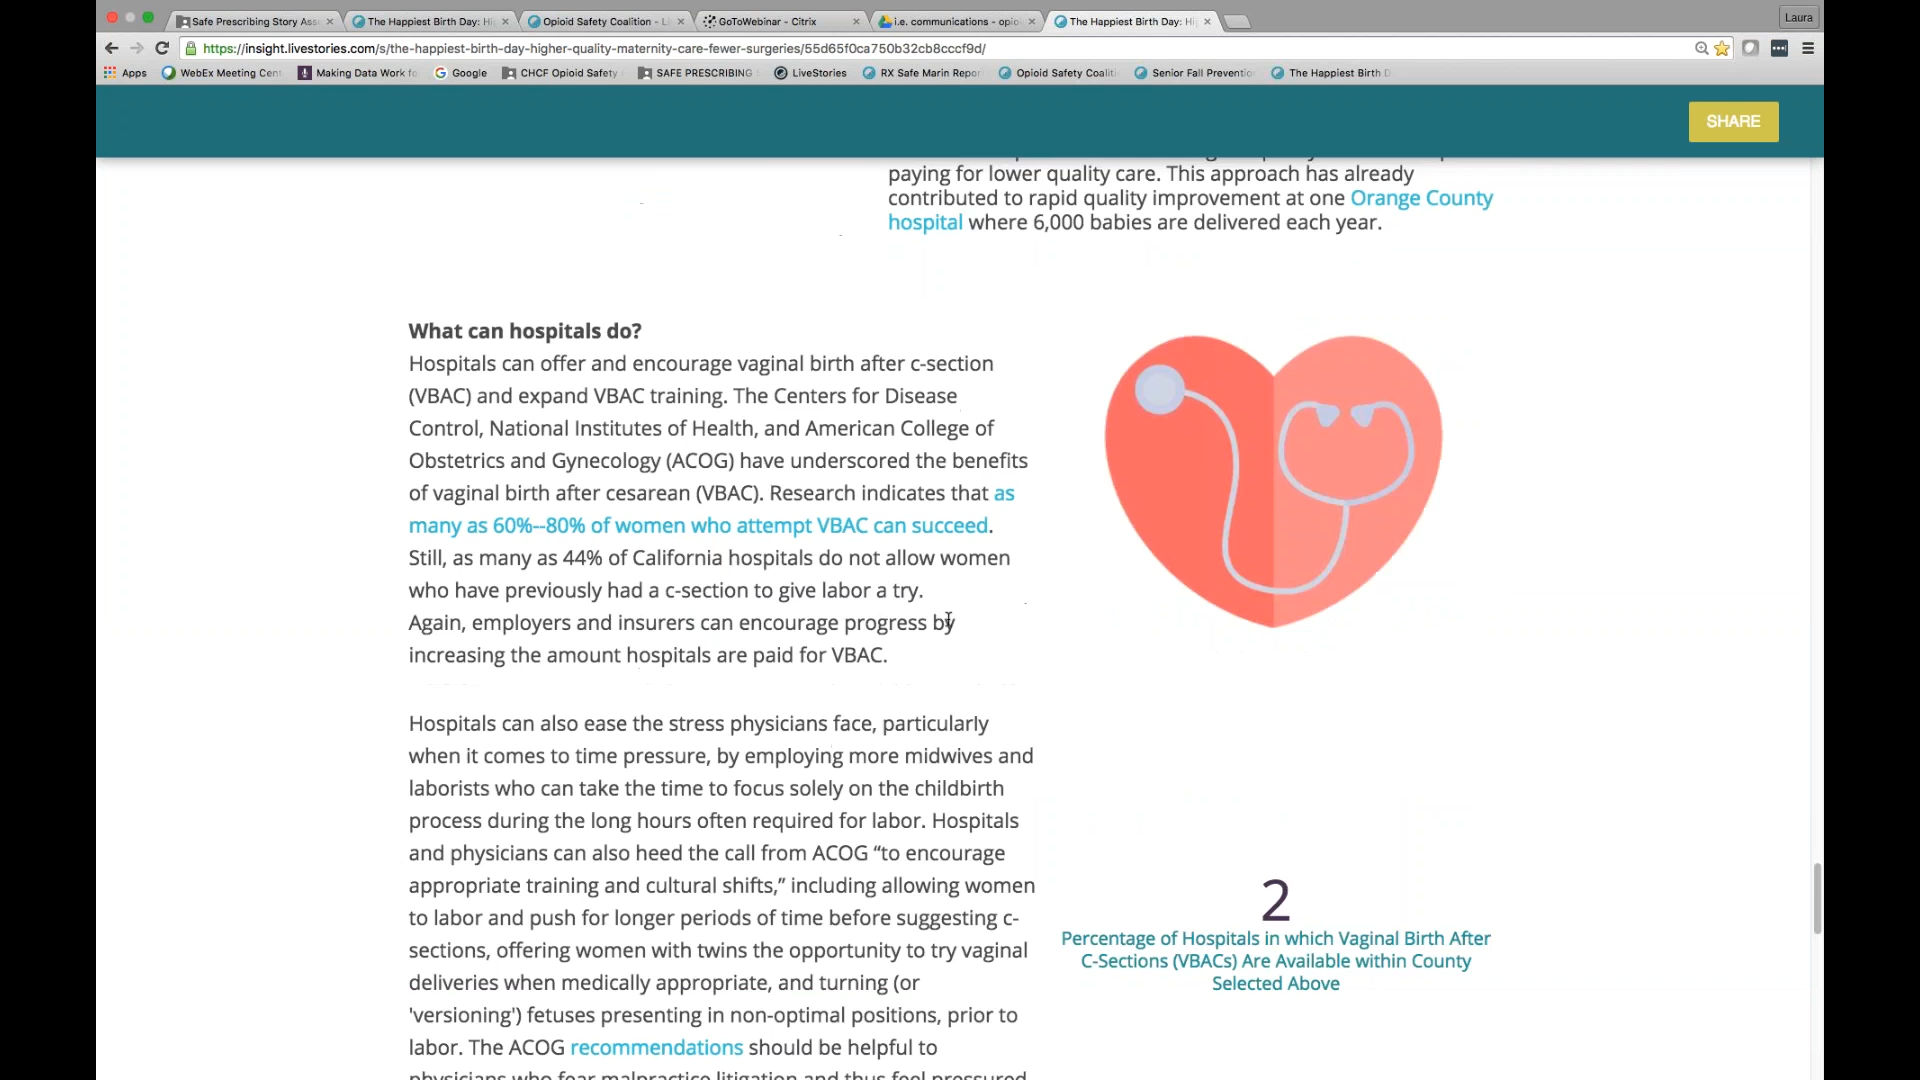 Safe Prescribing Story Ass
The Happiest Birth Day: Hi
Opioid Safety Coalition - Li
GoToWebinar - Citrix
i.e. communications - opio
The Happiest Birth Day: Hi
Laura
https://insight.livestories.com/s/the-happiest-birth-day-higher-quality-maternity-care-fewer-surgeries/55d65f0ca750b32cb8cccf9d/
Apps
WebEx Meeting Cent
Making Data Work fo
Google
CHCF Opioid Safety
SAFE PRESCRIBING
LiveStories
RX Safe Marin Repor
Opioid Safety Coaliti
Senior Fall Preventio
The Happiest Birth D
SHARE
paying for lower quality care. This approach has already
contributed to rapid quality improvement at one Orange County
hospital where 6,000 babies are delivered each year.
What can hospitals do?
Hospitals can offer and encourage vaginal birth after c-section
(VBAC) and expand VBAC training. The Centers for Disease
Control, National Institutes of Health, and American College of
Obstetrics and Gynecology (ACOG) have underscored the benefits
of vaginal birth after cesarean (VBAC). Research indicates that as
many as 60%--80% of women who attempt VBAC can succeed.
Still, as many as 44% of California hospitals do not allow women
who have previously had a c-section to give labor a try.
Again, employers and insurers can encourage progress by
increasing the amount hospitals are paid for VBAC.
Hospitals can also ease the stress physicians face, particularly
when it comes to time pressure, by employing more midwives and
laborists who can take the time to focus solely on the childbirth
process during the long hours often required for labor. Hospitals
and physicians can also heed the call from ACOG “to encourage
appropriate training and cultural shifts,” including allowing women
to labor and push for longer periods of time before suggesting c-
sections, offering women with twins the opportunity to try vaginal
deliveries when medically appropriate, and turning (or
'versioning') fetuses presenting in non-optimal positions, prior to
labor. The ACOG recommendations should be helpful to
physicians who fear malpractice litigation and thus feel pressured
2
Percentage of Hospitals in which Vaginal Birth After
C-Sections (VBACs) Are Available within County
Selected Above